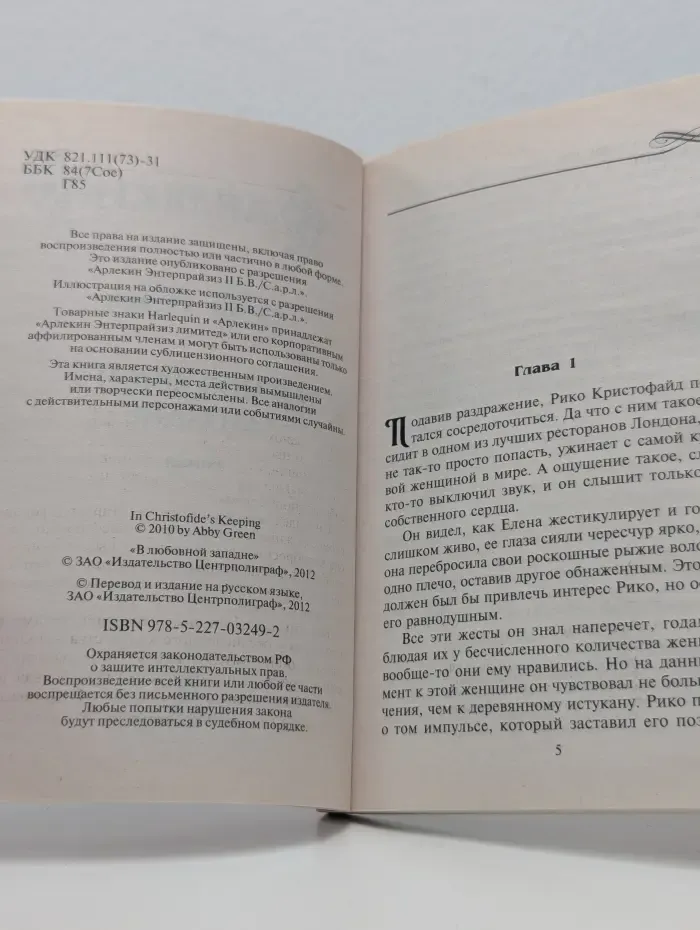 УДК 821.111(73)-31
ББК 84(7Сое)
Г85
Все права на издание защищены, включая право
воспроизведения полностью или частично в любой форме.
Это издание опубликовано с разрешения
«Арлекин Энтерпрайзиз II Б.В./С.а.р.л.».
Иллюстрация на обложке используется с разрешения
«Арлекин Энтерпрайзиз II Б.В./С.а.р.л.».
Товарные знаки Harlequin и «Арлекин» принадлежат
«Арлекин Энтерпрайзиз лимитед» или его корпоративным
аффилированным членам и могут быть использованы только
на основании сублицензионного соглашения.
Эта книга является художественным произведением.
Имена, характеры, места действия вымышлены
или творчески переосмыслены. Все аналогии
с действительными персонажами или событиями случайны.
In Christofide's Keeping
© 2010 by Abby Green
«В любовной западне»
© ЗАО «Издательство Центрполиграф», 2012
© Перевод и издание на русском языке,
ЗАО «Издательство Центрполиграф», 2012
ISBN 978-5-227-03249-2
Охраняется законодательством РФ
о защите интеллектуальных прав.
Воспроизведение всей книги или любой ее части
воспрещается без письменного разрешения издателя.
Любые попытки нарушения закона
будут преследоваться в судебном порядке.
Глава 1
Подавив раздражение, Рико Кристофайд п
тался сосредоточиться. Да что с ним такое
сидит в одном из лучших ресторанов Лондона,
не так-то просто попасть, ужинает с самой к
вой женщиной в мире. А ощущение такое, сл
кто-то выключил звук, и он слышит только
собственного сердца.
Он видел, как Елена жестикулирует и го
слишком живо, ее глаза сияли чересчур ярко,
она перебросила свои роскошные рыжие воло
одно плечо, оставив другое обнаженным. Это
должен был бы привлечь интерес Рико, но ос
его равнодушным.
Все эти жесты он знал наперечет, года
блюдая их у бесчисленного количества жен
вообще-то они ему нравились. Но на данн
мент к этой женщине он чувствовал не боль
чения, чем к деревянному истукану. Рико п
о том импульсе, который заставил его поз
5